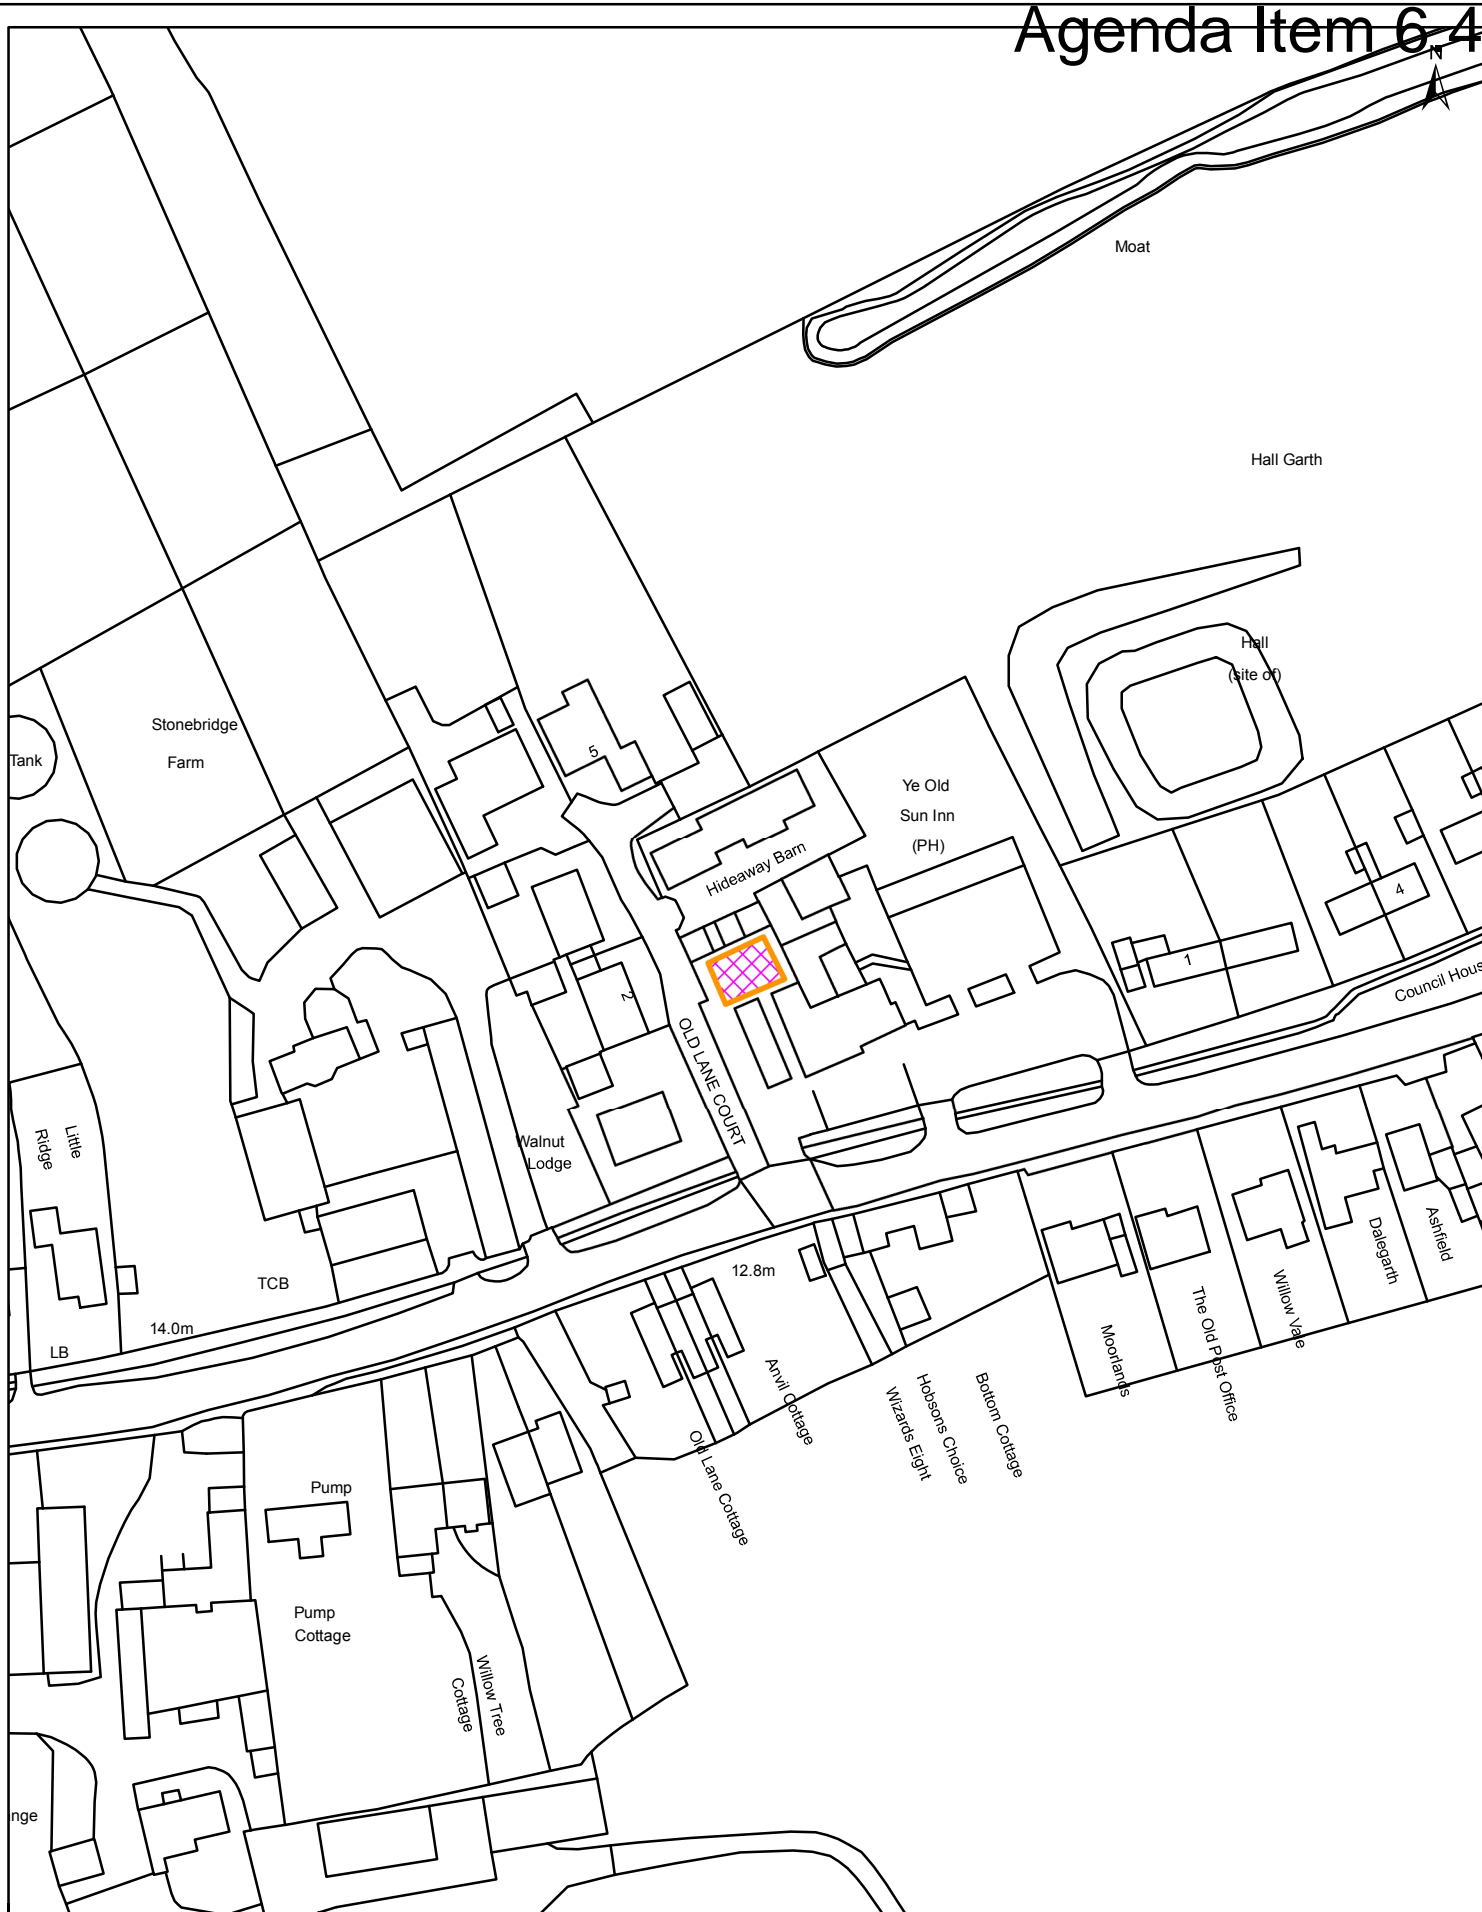 Agenda Item 6.4
N
Moat
Hall Garth
Hall
(site of)
Stonebridge
Farm
Tank
5
Ye Old
Sun Inn
(PH)
Hideaway Barn
4
1
2
Council Hous
OLD LANE COURT
Little
Ridge
Walnut
Lodge
TCB
12.8m
14.0m
LB
Dalegarth
Ashfield
Willow Vale
The Old Post Office
Moorlands
Anvil Cottage
Old Lane Cottage
Wizards Eight
Hobsons Choice
Bottom Cottage
Pump
Pump
Cottage
Willow Tree
Cottage
nge